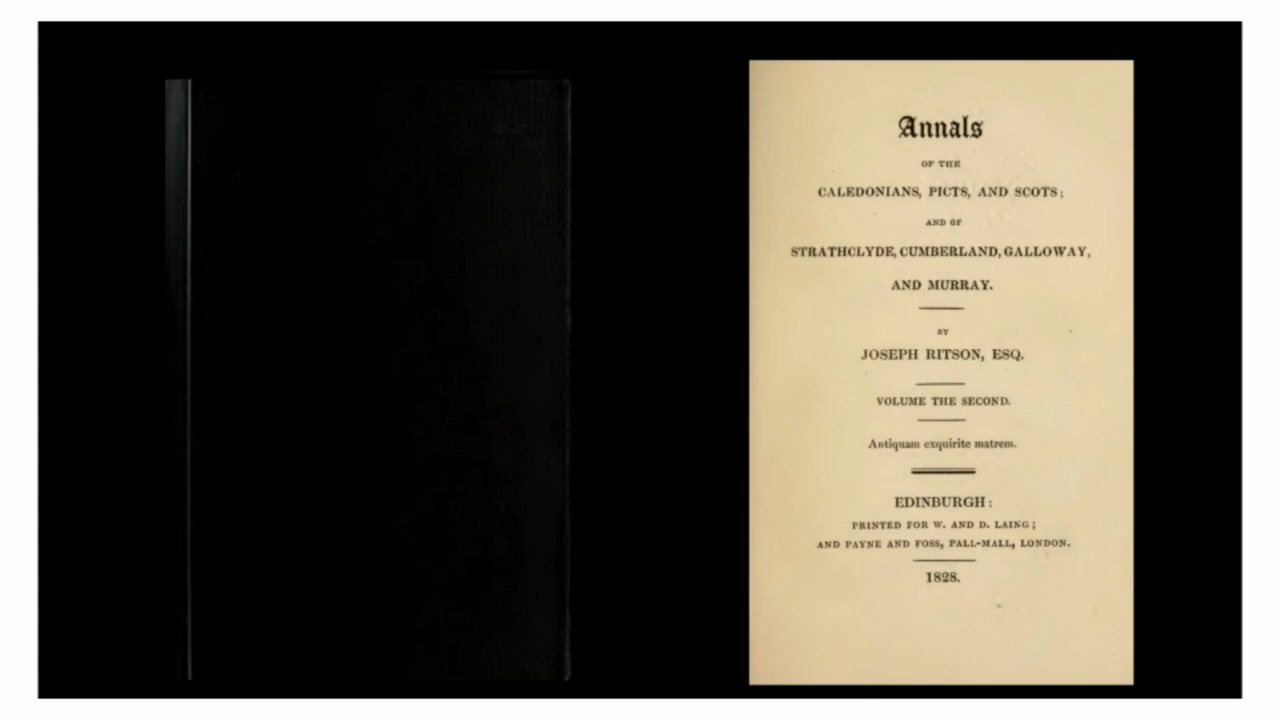 Annals
OF THE
CALEDONIANS, PICTS, AND SCOTS;
AND OF
STRATHCLYDE, CUMBERLAND, GALLOWAY,
AND MURRAY.
BY
JOSEPH RITSON, ESQ.
VOLUME THE SECOND.
Antiquam exquirite matrem.
EDINBURGH:
PRINTED FOR W. AND D. LAING;
AND PAYNE AND FOSS, PALL-MALL, LONDON.
1828.